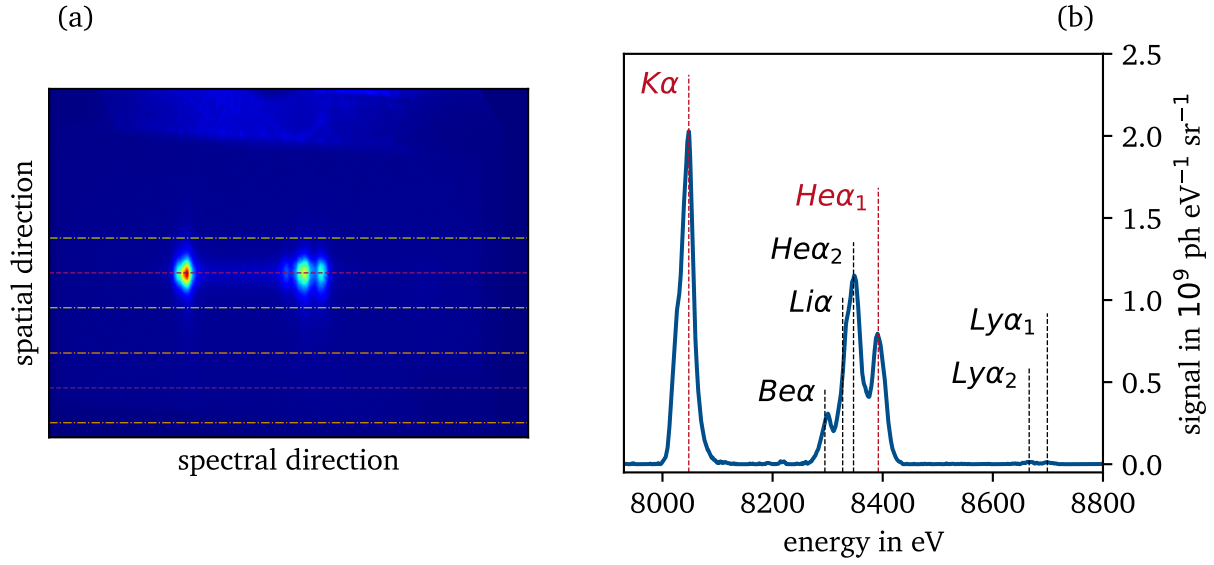 (a)
spatial direction
spectral direction
(b)
Kα
Heα₁
Heα₂
Liα
Beα
Lyα₁
Lyα₂
2.5
2.0
1.5
1.0
0.5
0.0
signal in 10⁹ ph eV⁻¹ sr⁻¹
8000 8200 8400 8600 8800
energy in eV